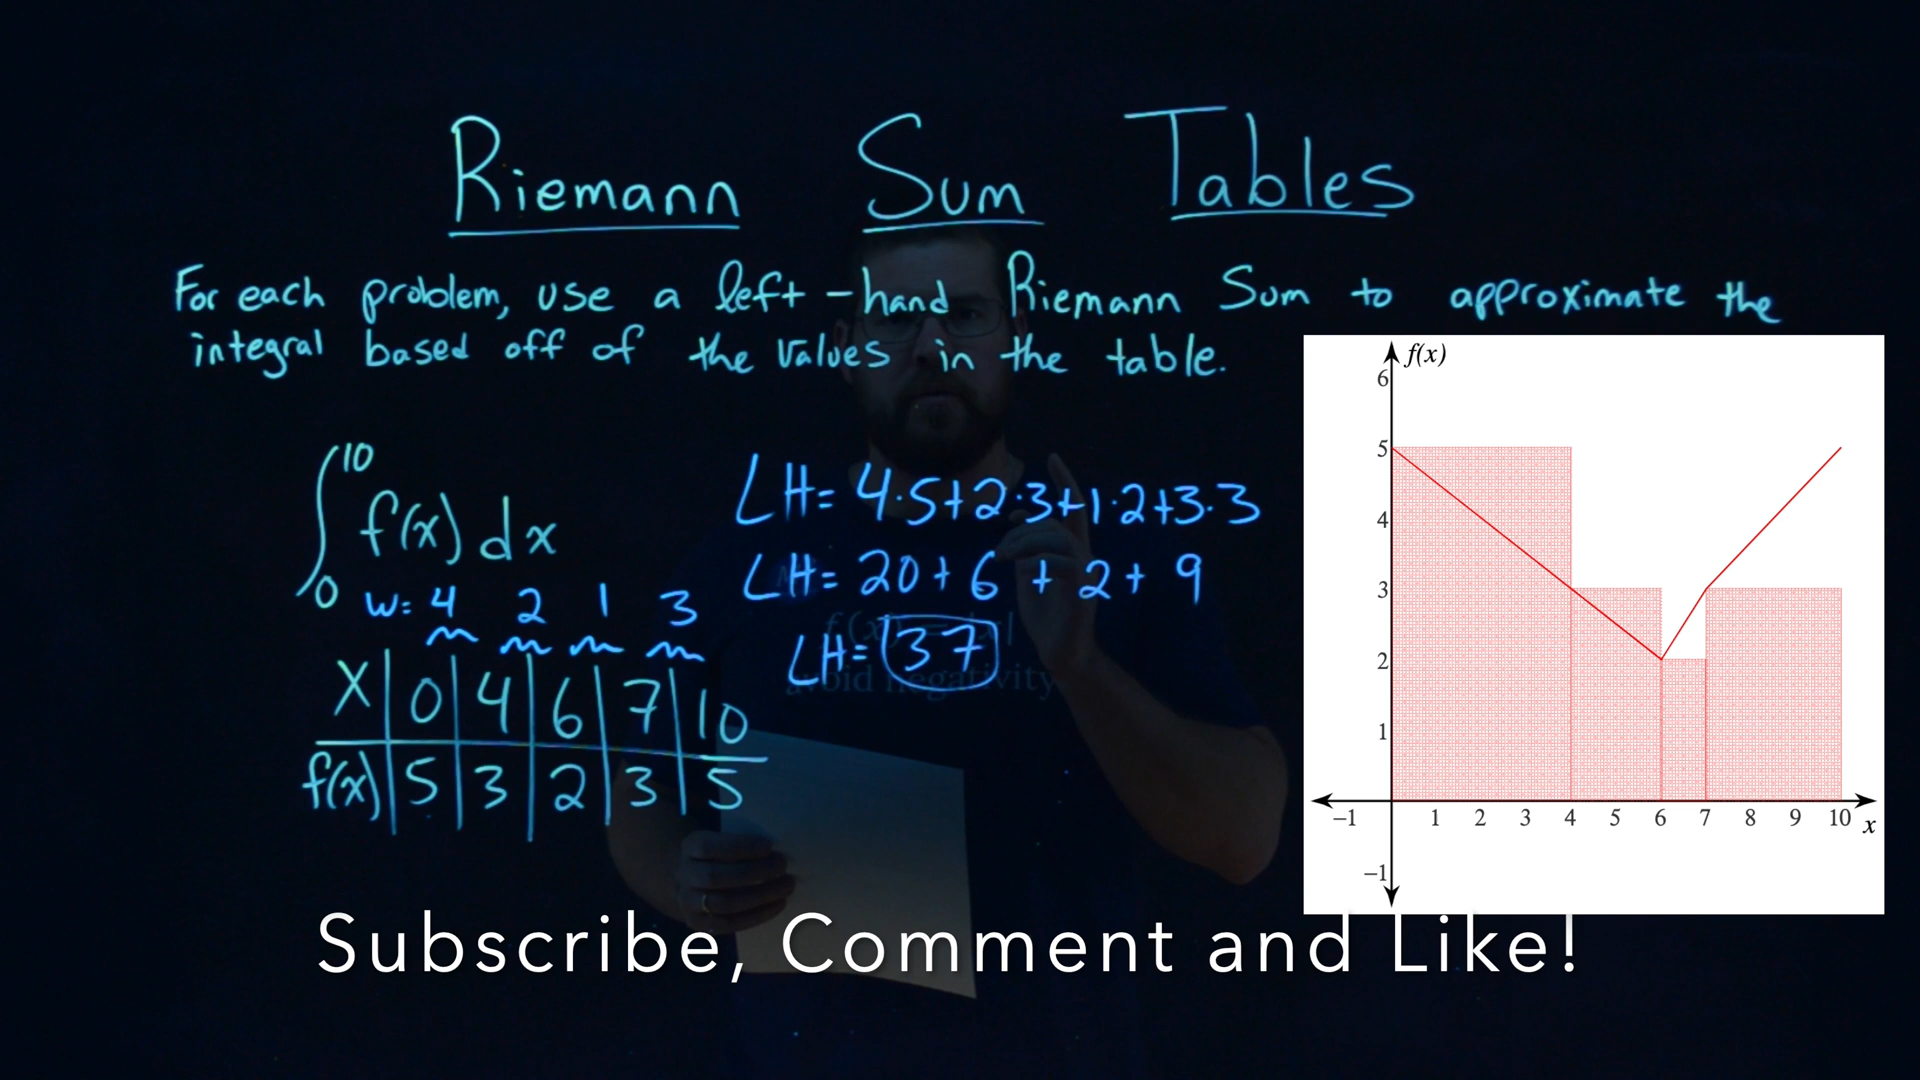 Riemann Sum Tables
For each problem, use a left-hand Riemann Sum to approximate the
integral based off of the values in the table.
∫₀¹⁰ f(x) dx
w: 4 2 1 3
x 0 4 6 7 10
f(x) 5 3 2 3 5
LH= 4·5+2·3+1·2+3·3
LH= 20+ 6 + 2+ 9
LH= 37
avoid negativity
f(x)
6
5
4
3
2
1
−1 1 2 3 4 5 6 7 8 9 10 x
−1
Subscribe, Comment and Like!